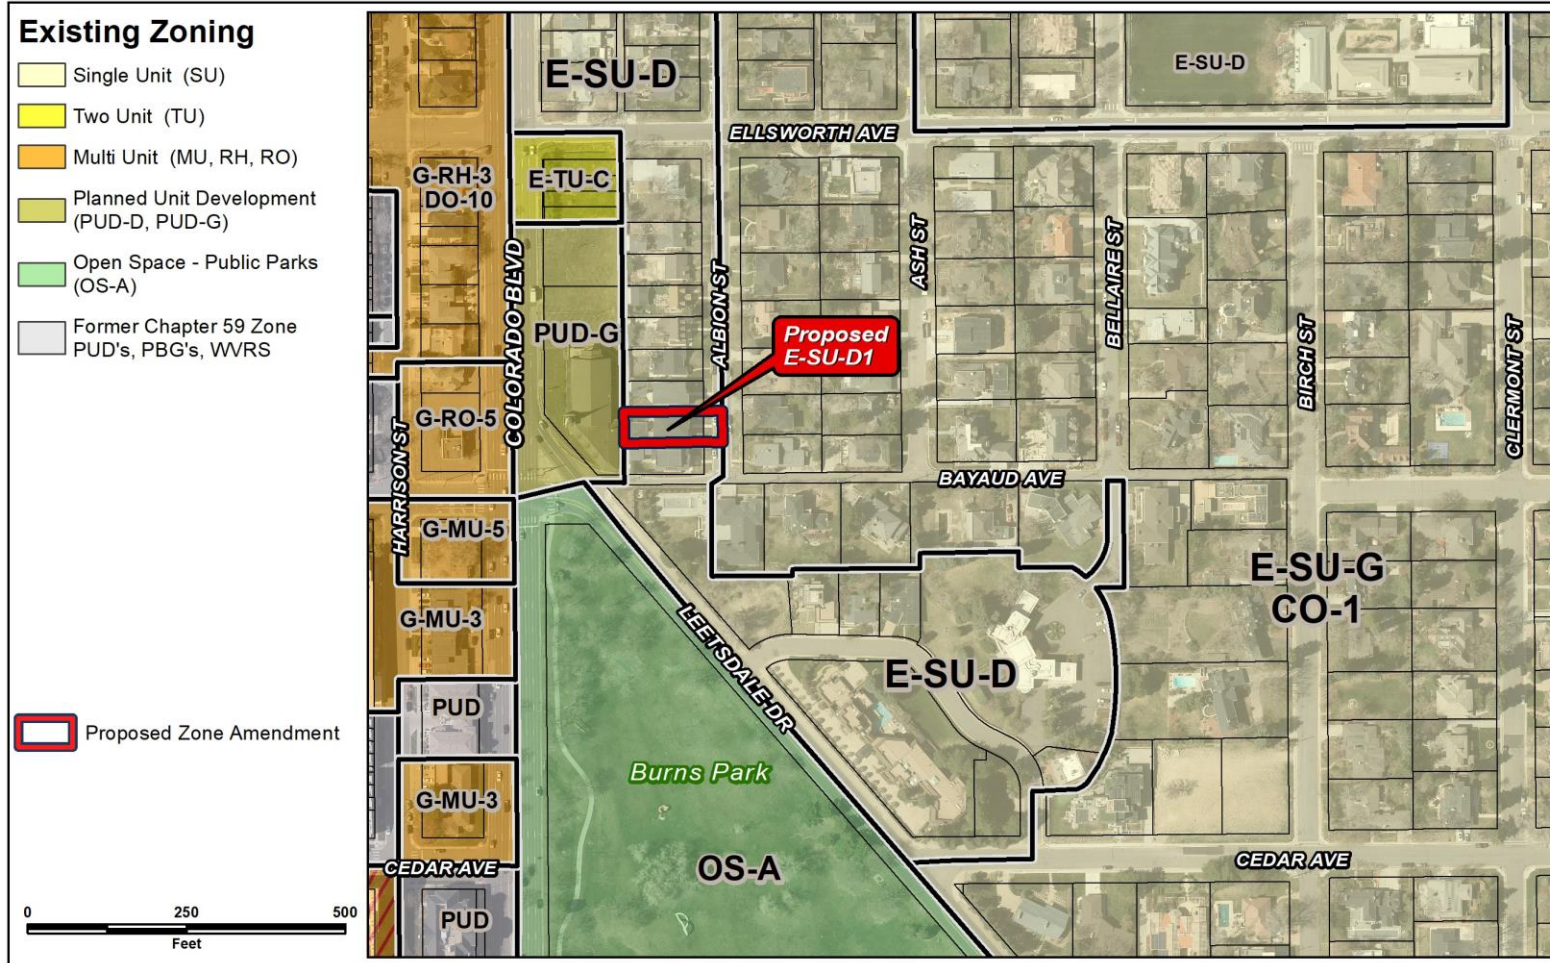 Existing Zoning
Single Unit (SU)
Two Unit (TU)
Multi Unit (MU, RH, RO)
Planned Unit Development
(PUD-D, PUD-G)
Open Space - Public Parks
(OS-A)
Former Chapter 59 Zone
PUD's, PBG's, WVRS
Proposed Zone Amendment
0 250 500
Feet
E-SU-D
E-SU-D
ELLSWORTH AVE
G-RH-3
DO-10
E-TU-C
COLORADO BLVD
ALBION ST
ASH ST
BELLAIRE ST
BIRCH ST
CLERMONT ST
PUD-G
Proposed
E-SU-D1
G-RO-5
HARRISON ST
BAYAUD AVE
G-MU-5
G-MU-3
E-SU-G
CO-1
LEETSDALE DR
E-SU-D
PUD
Burns Park
G-MU-3
OS-A
CEDAR AVE
CEDAR AVE
PUD